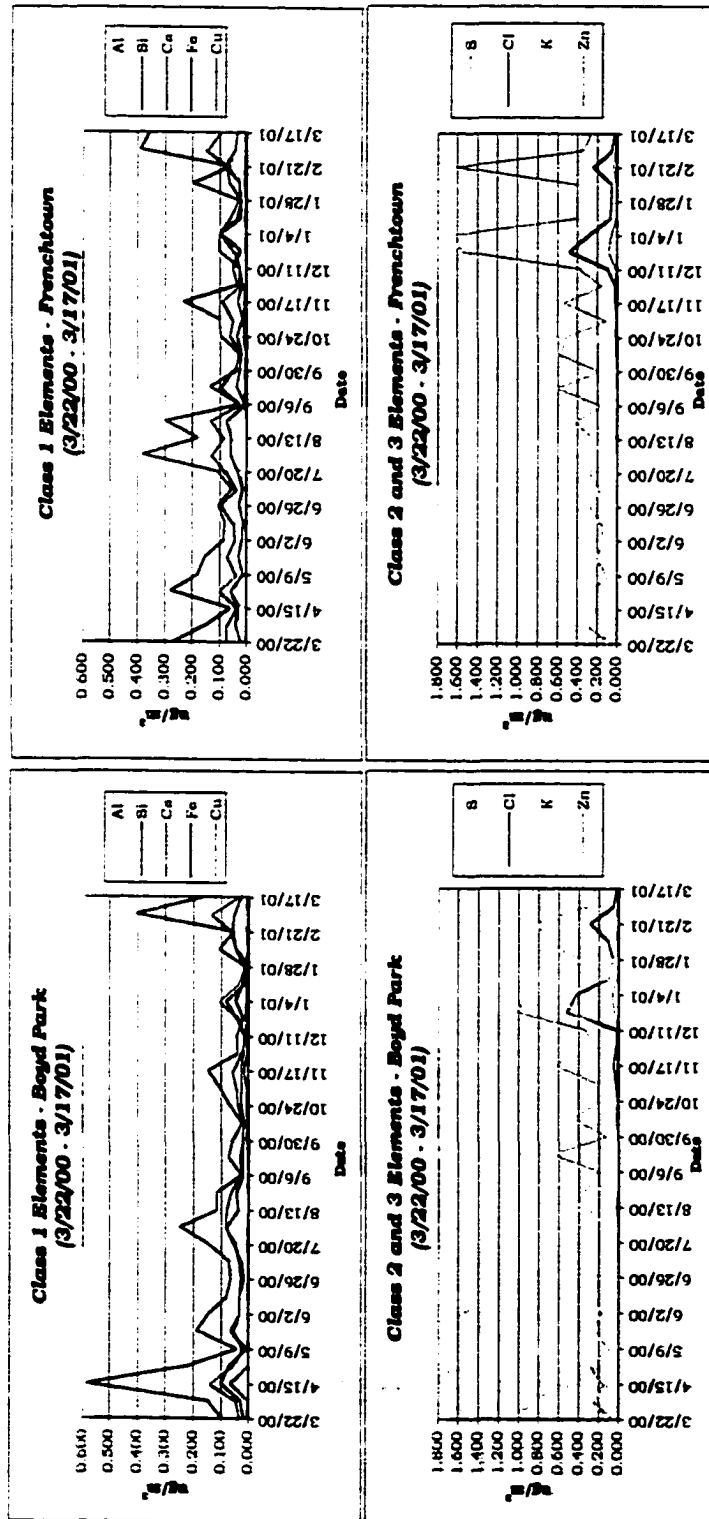 Class 1 Elements - Boyd Park
(3/22/00 - 3/17/01)
ug/m³
0.600
0.500
0.400
0.300
0.200
0.100
0.000
3/22/00
4/15/00
5/9/00
6/2/00
6/26/00
7/20/00
8/13/00
9/6/00
9/30/00
10/24/00
11/17/00
12/11/00
1/4/01
1/28/01
2/21/01
3/17/01
Date
Al
Si
Ca
Fe
Cu
Class 1 Elements - Frenchtown
(3/22/00 - 3/17/01)
ug/m³
0.600
0.500
0.400
0.300
0.200
0.100
0.000
3/22/00
4/15/00
5/9/00
6/2/00
6/26/00
7/20/00
8/13/00
9/6/00
9/30/00
10/24/00
11/17/00
12/11/00
1/4/01
1/28/01
2/21/01
3/17/01
Date
Al
Si
Ca
Fe
Cu
Class 2 and 3 Elements - Boyd Park
(3/22/00 - 3/17/01)
ug/m³
1.800
1.600
1.400
1.200
1.000
0.800
0.600
0.400
0.200
0.000
3/22/00
4/15/00
5/9/00
6/2/00
6/26/00
7/20/00
8/13/00
9/6/00
9/30/00
10/24/00
11/17/00
12/11/00
1/4/01
1/28/01
2/21/01
3/17/01
Date
S
Cl
K
Zn
Class 2 and 3 Elements - Frenchtown
(3/22/00 - 3/17/01)
ug/m³
1.800
1.600
1.400
1.200
1.000
0.800
0.600
0.400
0.200
0.000
3/22/00
4/15/00
5/9/00
6/2/00
6/26/00
7/20/00
8/13/00
9/6/00
9/30/00
10/24/00
11/17/00
12/11/00
1/4/01
1/28/01
2/21/01
3/17/01
Date
S
Cl
K
Zn